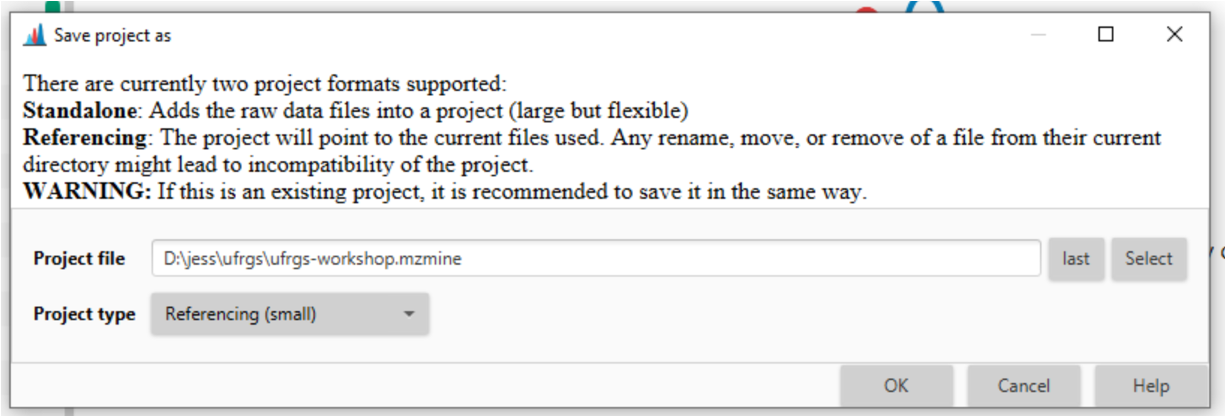 Save project as
There are currently two project formats supported:
Standalone: Adds the raw data files into a project (large but flexible)
Referencing: The project will point to the current files used. Any rename, move, or remove of a file from their current
directory might lead to incompatibility of the project.
WARNING: If this is an existing project, it is recommended to save it in the same way.
Project file D:\jess\ufrgs\ufrgs-workshop.mzmine last Select
Project type Referencing (small)
OK Cancel Help